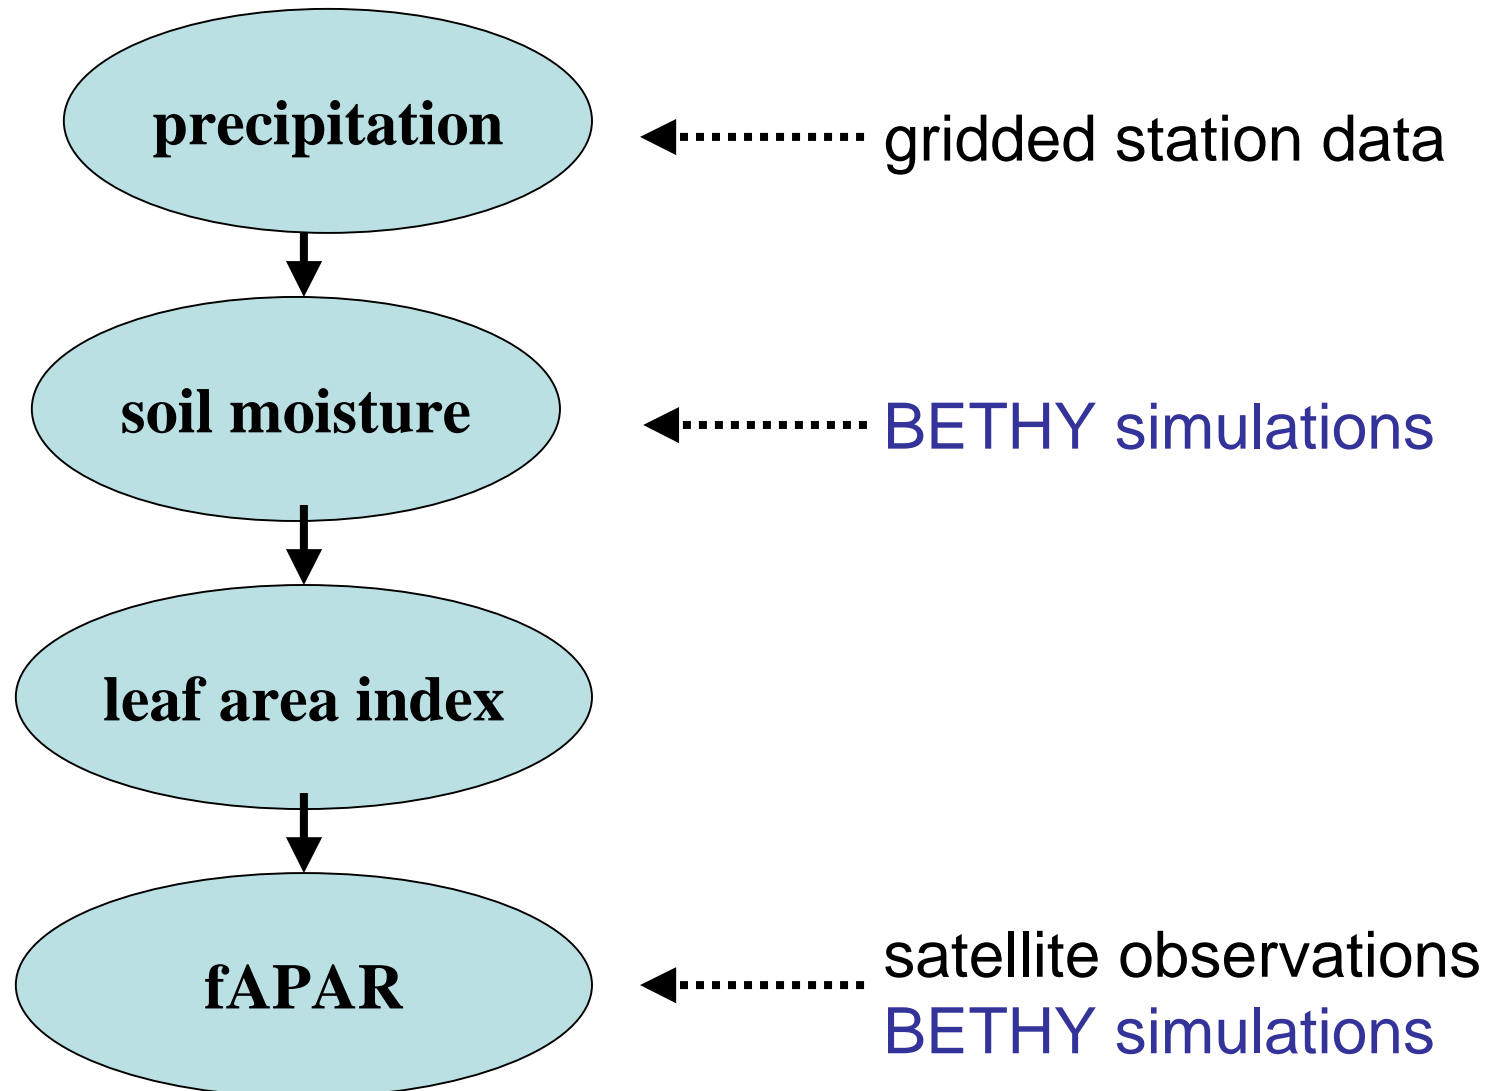 precipitation
gridded station data
soil moisture
BETHY simulations
leaf area index
fAPAR
satellite observations
BETHY simulations